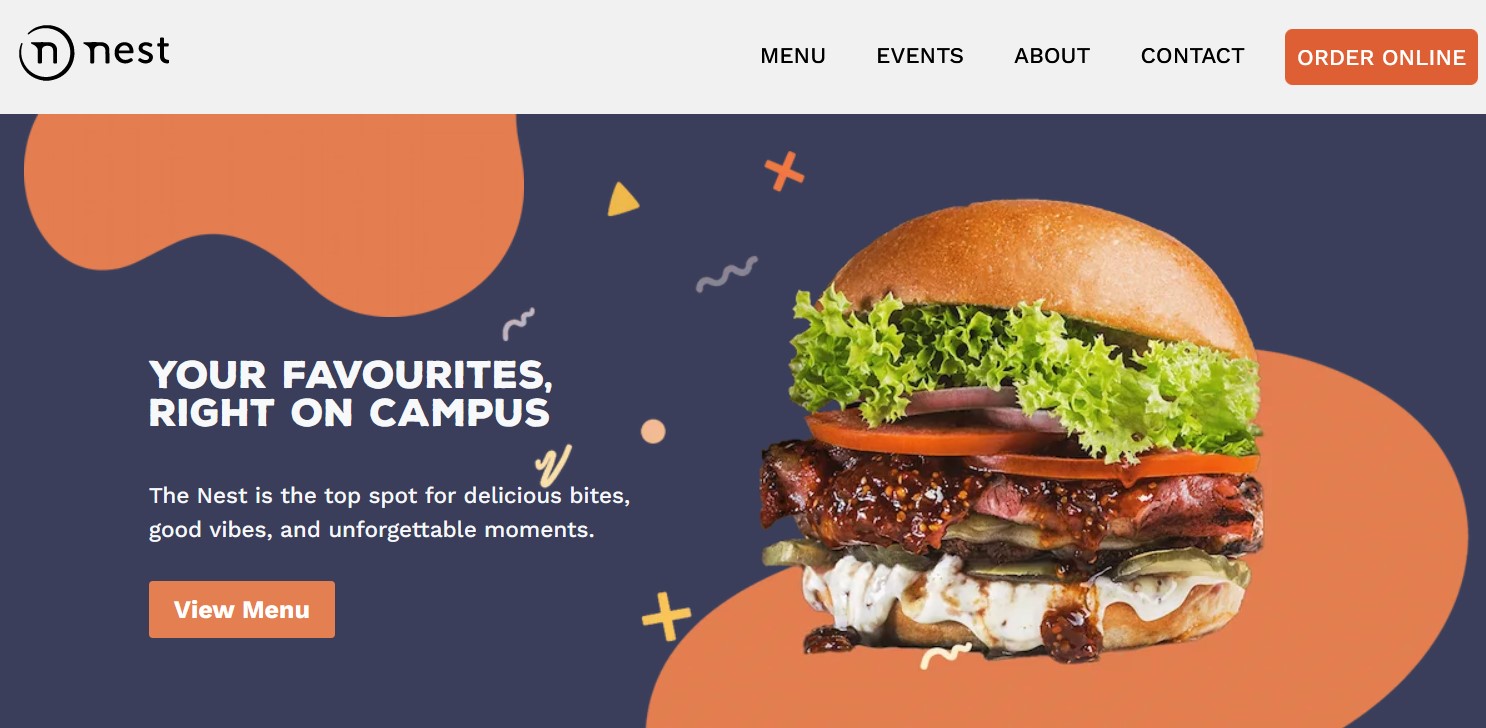 n nest
MENU
EVENTS
ABOUT
CONTACT
ORDER ONLINE
YOUR FAVOURITES,
RIGHT ON CAMPUS
The Nest is the top spot for delicious bites,
good vibes, and unforgettable moments.
View Menu